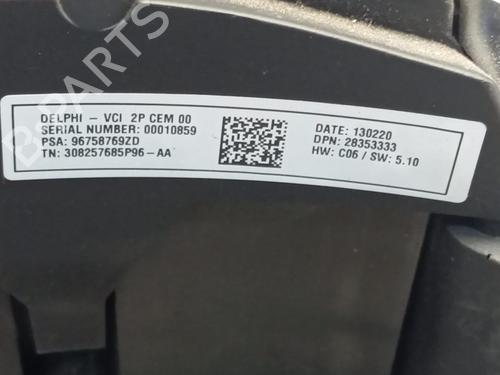 B-PARTS
DELPHI - VCI 2P CEM 00
SERIAL NUMBER: 00010859
PSA: 96758769ZD
TN: 308257685P96-AA
DATE: 130220
DPN: 28353333
HW: C06 / SW: 5.10